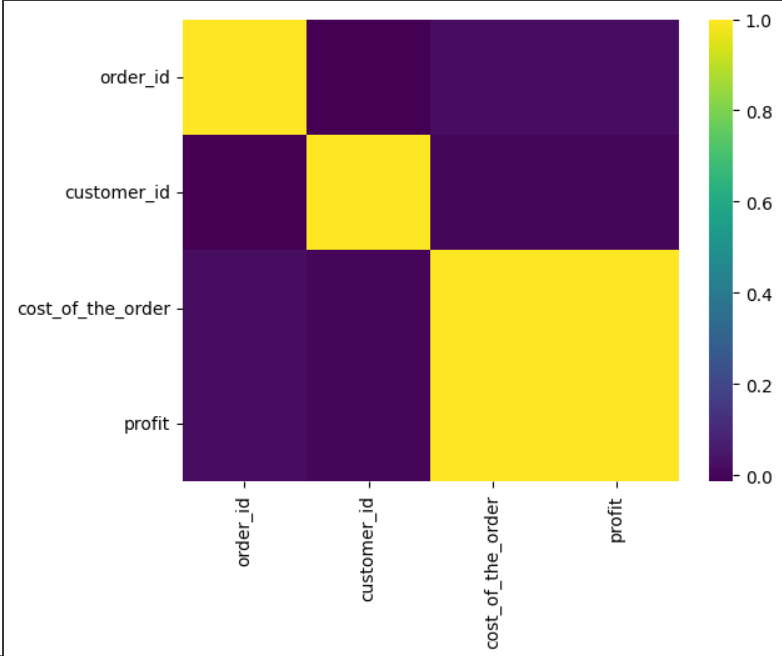 order_id
customer_id
cost_of_the_order
profit
order_id
customer_id
cost_of_the_order
profit
1.0
0.8
0.6
0.4
0.2
0.0